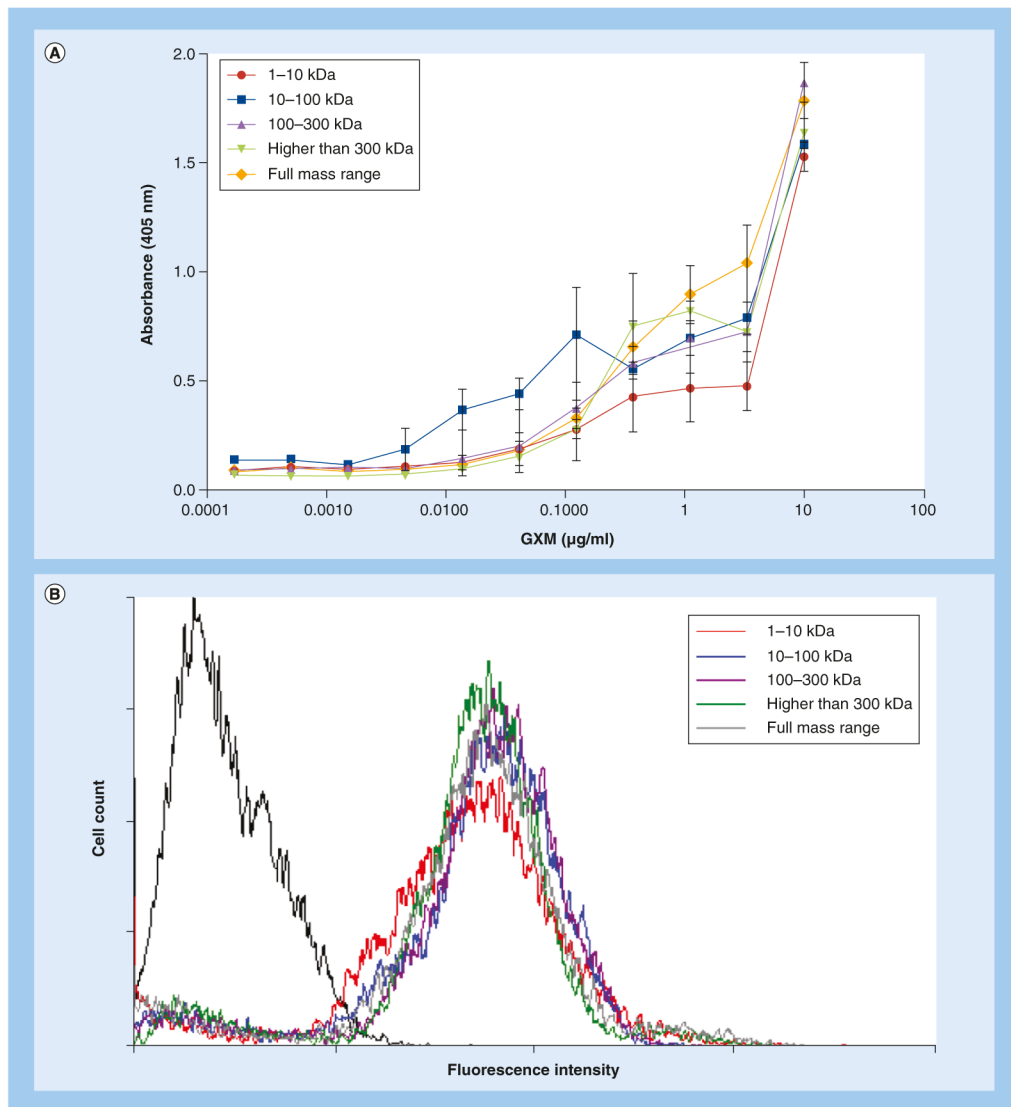 A
2.0
1.5
1.0
0.5
0.0
Absorbance (405 nm)
1–10 kDa
10–100 kDa
100–300 kDa
Higher than 300 kDa
Full mass range
0.0001
0.0010
0.0100
0.1000
1
10
100
GXM (µg/ml)
B
Cell count
1–10 kDa
10–100 kDa
100–300 kDa
Higher than 300 kDa
Full mass range
Fluorescence intensity